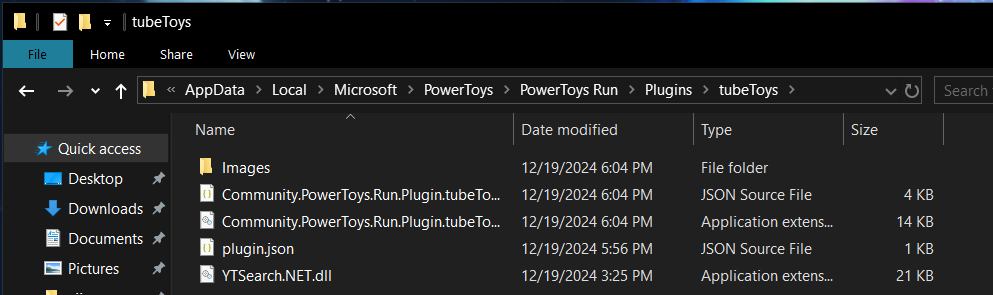 tubeToys
File Home Share View
« AppData > Local > Microsoft > PowerToys > PowerToys Run > Plugins > tubeToys > Search
Name Date modified Type Size
Quick access
Images 12/19/2024 6:04 PM File folder
Desktop
Community.PowerToys.Run.Plugin.tubeTo... 12/19/2024 6:04 PM JSON Source File 4 KB
Downloads
Community.PowerToys.Run.Plugin.tubeTo... 12/19/2024 6:04 PM Application extens... 14 KB
Documents
plugin.json 12/19/2024 5:56 PM JSON Source File 1 KB
Pictures
YTSearch.NET.dll 12/19/2024 3:25 PM Application extens... 21 KB